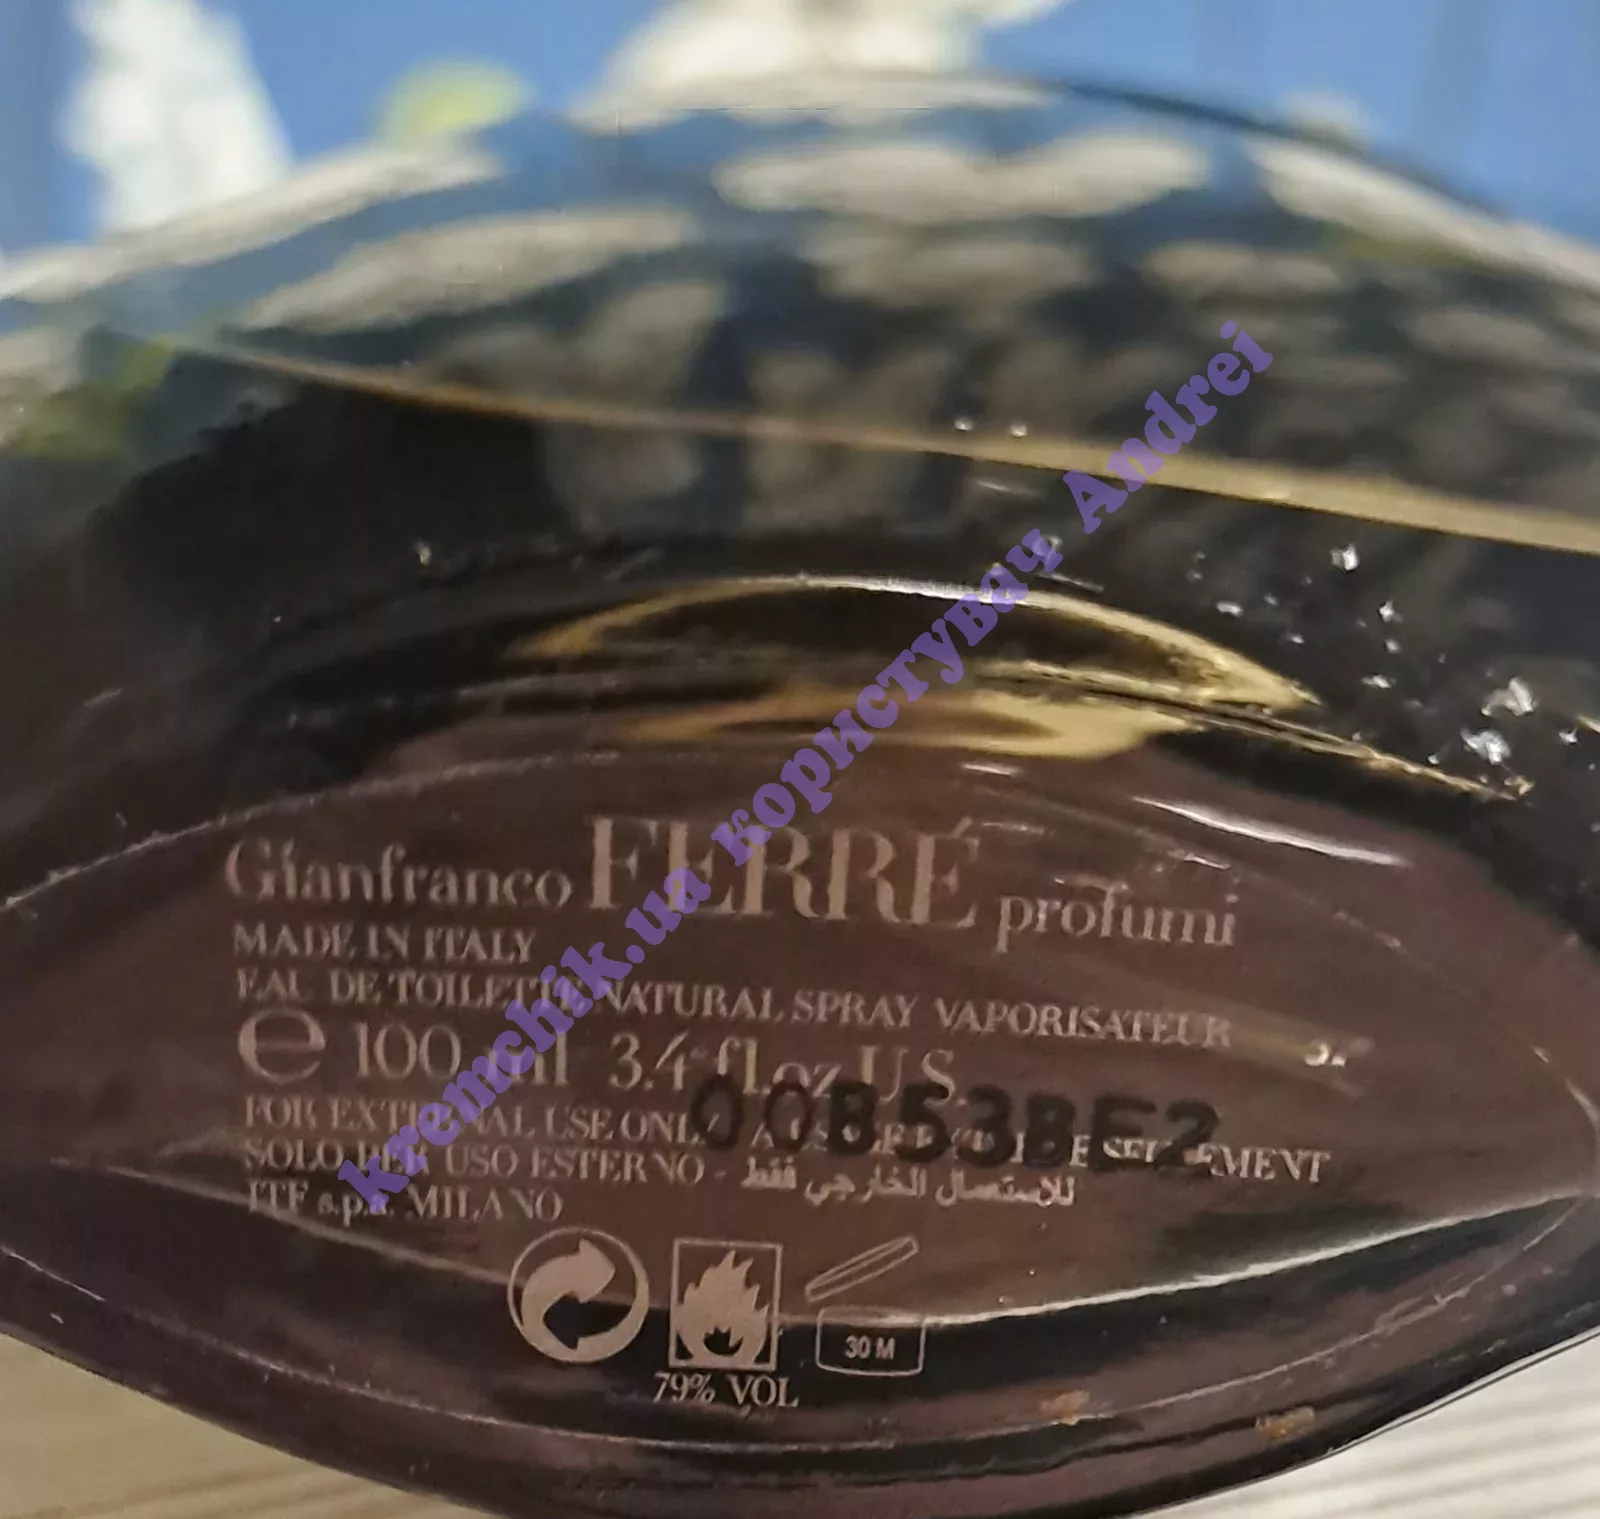 Gianfranco FERRÉ profumi
MADE IN ITALY
EAU DE TOILETTE NATURAL SPRAY VAPORISATEUR
e 100 ml 3.4 fl.oz U.S.
00B53BE2
FOR EXTERNAL USE ONLY
SOLO PER USO ESTERNO - للاستعمال الخارجي فقط
ITF s.p.a. MILANO
30 M
79% VOL
kremchik.ua користувач Andrei